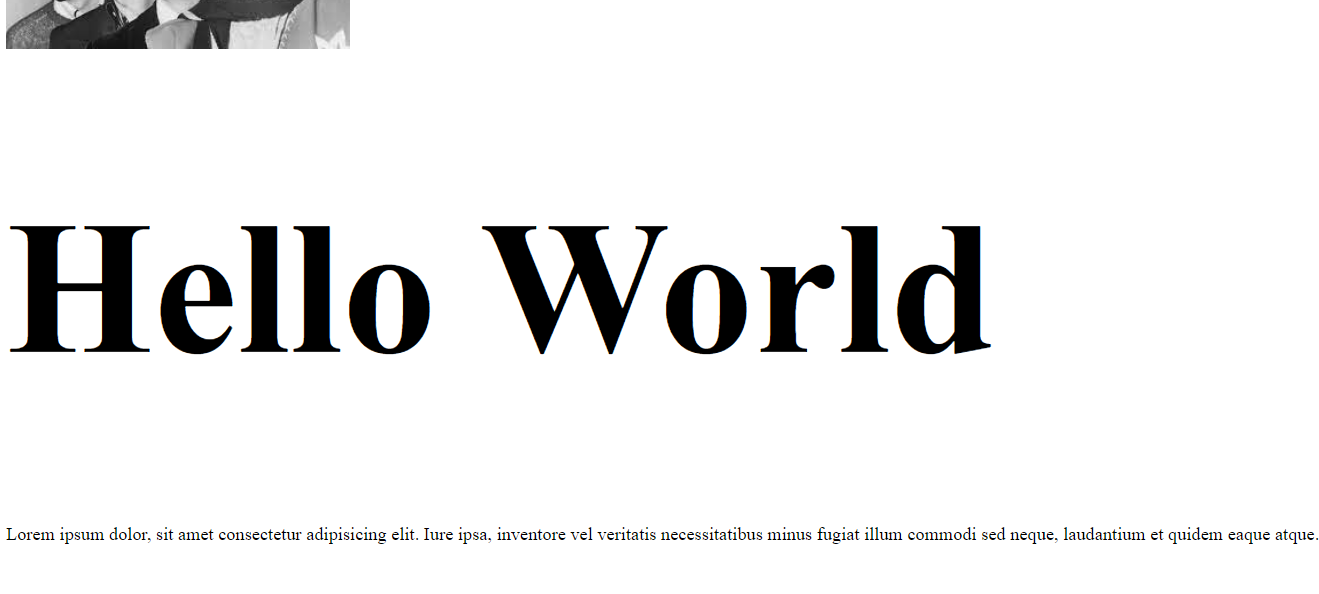 Hello World
Lorem ipsum dolor, sit amet consectetur adipisicing elit. Iure ipsa, inventore vel veritatis necessitatibus minus fugiat illum commodi sed neque, laudantium et quidem eaque atque.